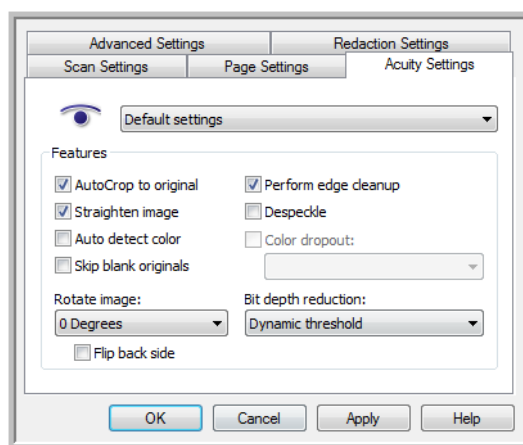 Advanced Settings Redaction Settings
Scan Settings Page Settings Acuity Settings
Default settings
Features
AutoCrop to original Perform edge cleanup
Straighten image Despeckle
Auto detect color Color dropout:
Skip blank originals
Rotate image: Bit depth reduction:
0 Degrees Dynamic threshold
Flip back side
OK Cancel Apply Help